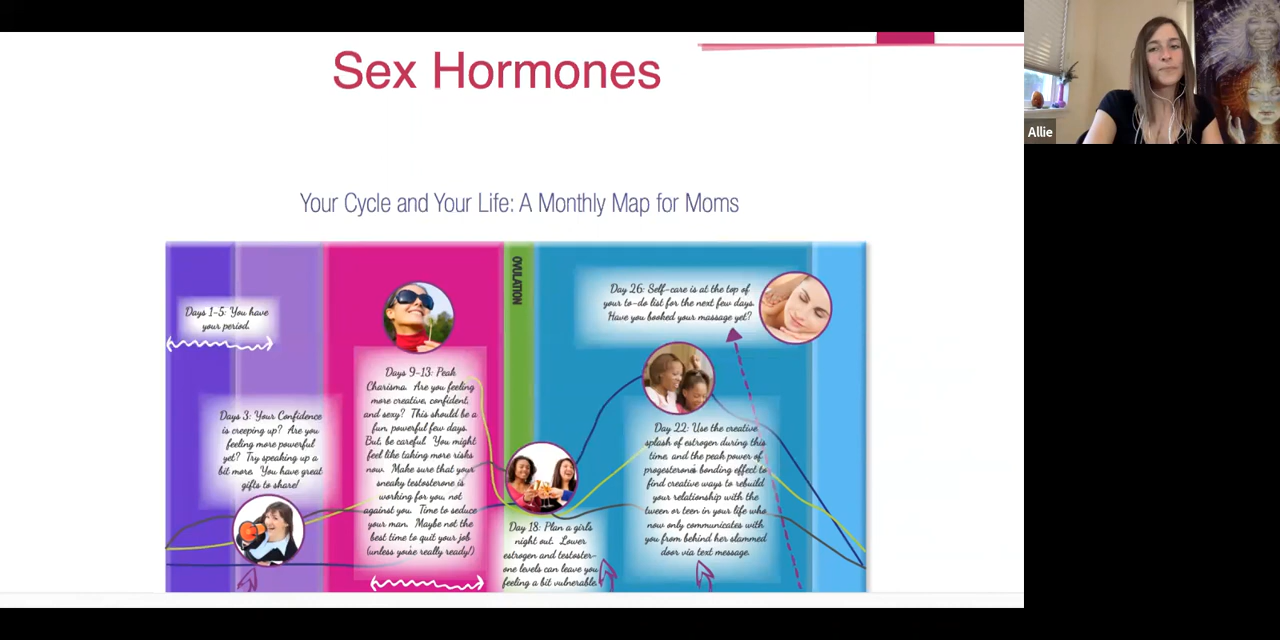 Sex Hormones
Allie
Your Cycle and Your Life: A Monthly Map for Moms
OVULATION
Days 1-5: You have
your period.
Days 3: Your Confidence
is creeping up? Are you
feeling more powerful
yet? Try speaking up a
bit more. You have great
gifts to share!
Days 9-13: Peak
Charisma. Are you feeling
more creative, confident,
and sexy? This should be a
fun, powerful few days.
But, be careful. You might
feel like taking more risks
now. Make sure that your
sneaky testosterone is
working for you, not
against you. Time to seduce
your man. Maybe not the
best time to quit your job
(unless you're really ready!)
Day 18: Plan a girls
night out. Lower
estrogen and testoster-
one levels can leave you
feeling a bit vulnerable.
Day 26: Self-care is at the top of
your to-do list for the next few days.
Have you booked your massage yet?
Day 22: Use the creative
splash of estrogen during this
time, and the peak power of
progesterone's bonding effect to
find creative ways to rebuild
your relationship with the
tween or teen in your life who
now only communicates with
you from behind her slammed
door via text message.